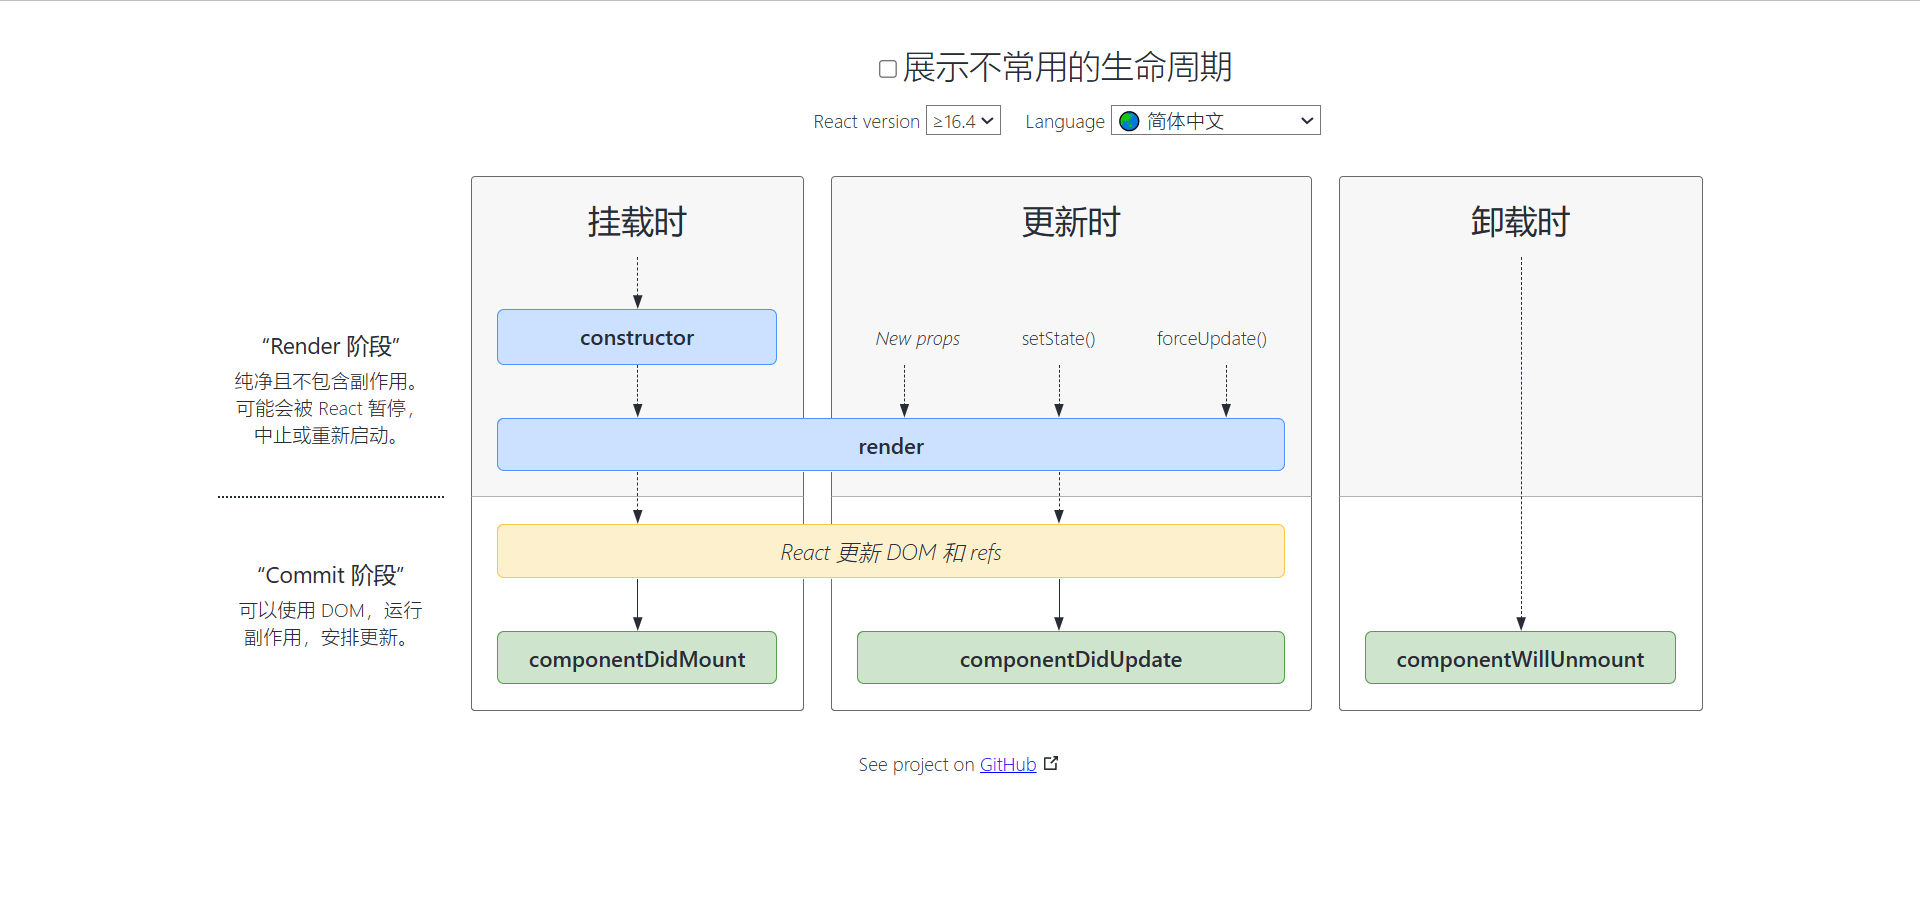 展示不常用的生命周期
React version ≥16.4 Language 简体中文
挂载时 更新时 卸载时
“Render 阶段”
纯净且不包含副作用。
可能会被 React 暂停，
中止或重新启动。
constructor
New props setState() forceUpdate()
render
“Commit 阶段”
可以使用 DOM，运行
副作用，安排更新。
React 更新 DOM 和 refs
componentDidMount componentDidUpdate componentWillUnmount
See project on GitHub